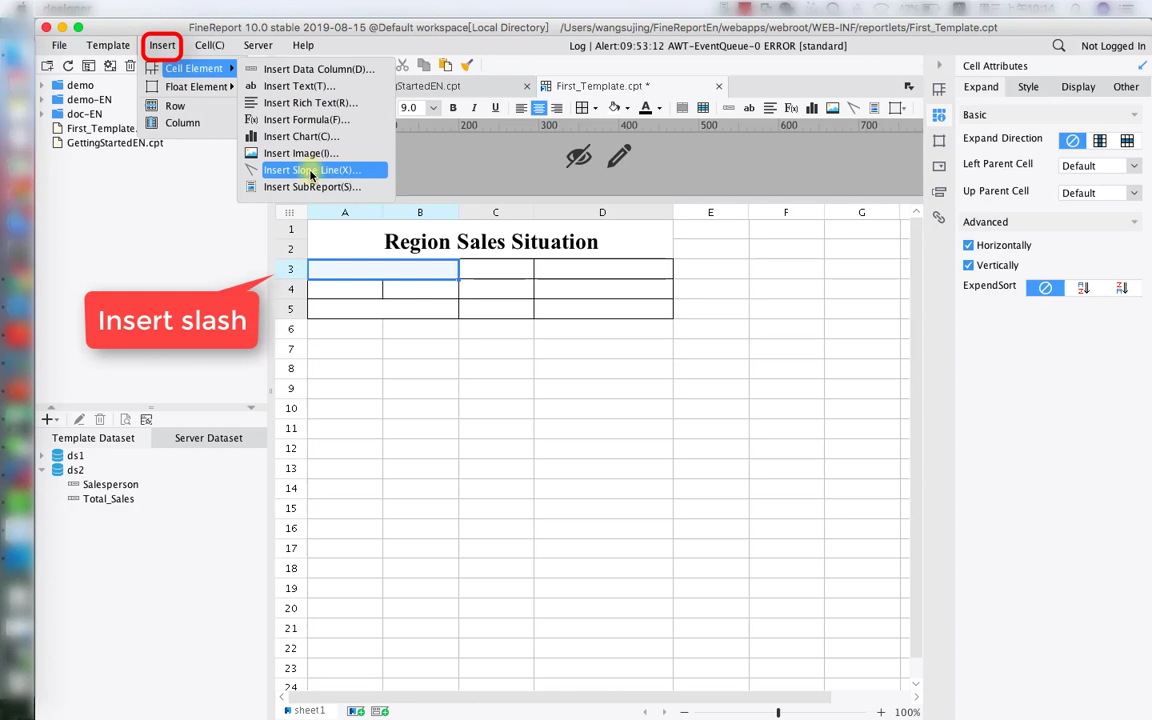 designer
FineReport 10.0 stable 2019-08-15 @Default workspace[Local Directory] /Users/wangsujing/FineReportEn/webapps/webroot/WEB-INF/reportlets/First_Template.cpt
File Template Insert Cell(C) Server Help
Log | Alert:09:53:12 AWT-EventQueue-0 ERROR [standard]
Not Logged In
demo
demo-EN
doc-EN
First_Template.
GettingStartedEN.cpt
Cell Element
Float Element
Row
Column
Insert Data Column(D)...
Insert Text(T)...
Insert Rich Text(R)...
Insert Formula(F)...
Insert Chart(C)...
Insert Image(I)...
Insert Slope Line(X)...
Insert SubReport(S)...
StartedEN.cpt
First_Template.cpt *
9.0 B I U A
200 300 400 500 600 700
A B C D E F G
1
2
3
4
5
6
7
8
9
10
11
12
13
14
15
16
17
18
19
20
21
22
23
24
Region Sales Situation
Insert slash
Template Dataset Server Dataset
ds1
ds2
Salesperson
Total_Sales
sheet1
100%
Cell Attributes
Expand Style Display Other
Basic
Expand Direction
Left Parent Cell Default
Up Parent Cell Default
Advanced
Horizontally
Vertically
ExpendSort